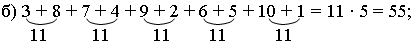 б) 3 + 8 + 7 + 4 + 9 + 2 + 6 + 5 + 10 + 1 = 11 · 5 = 55;
11 11 11 11 11